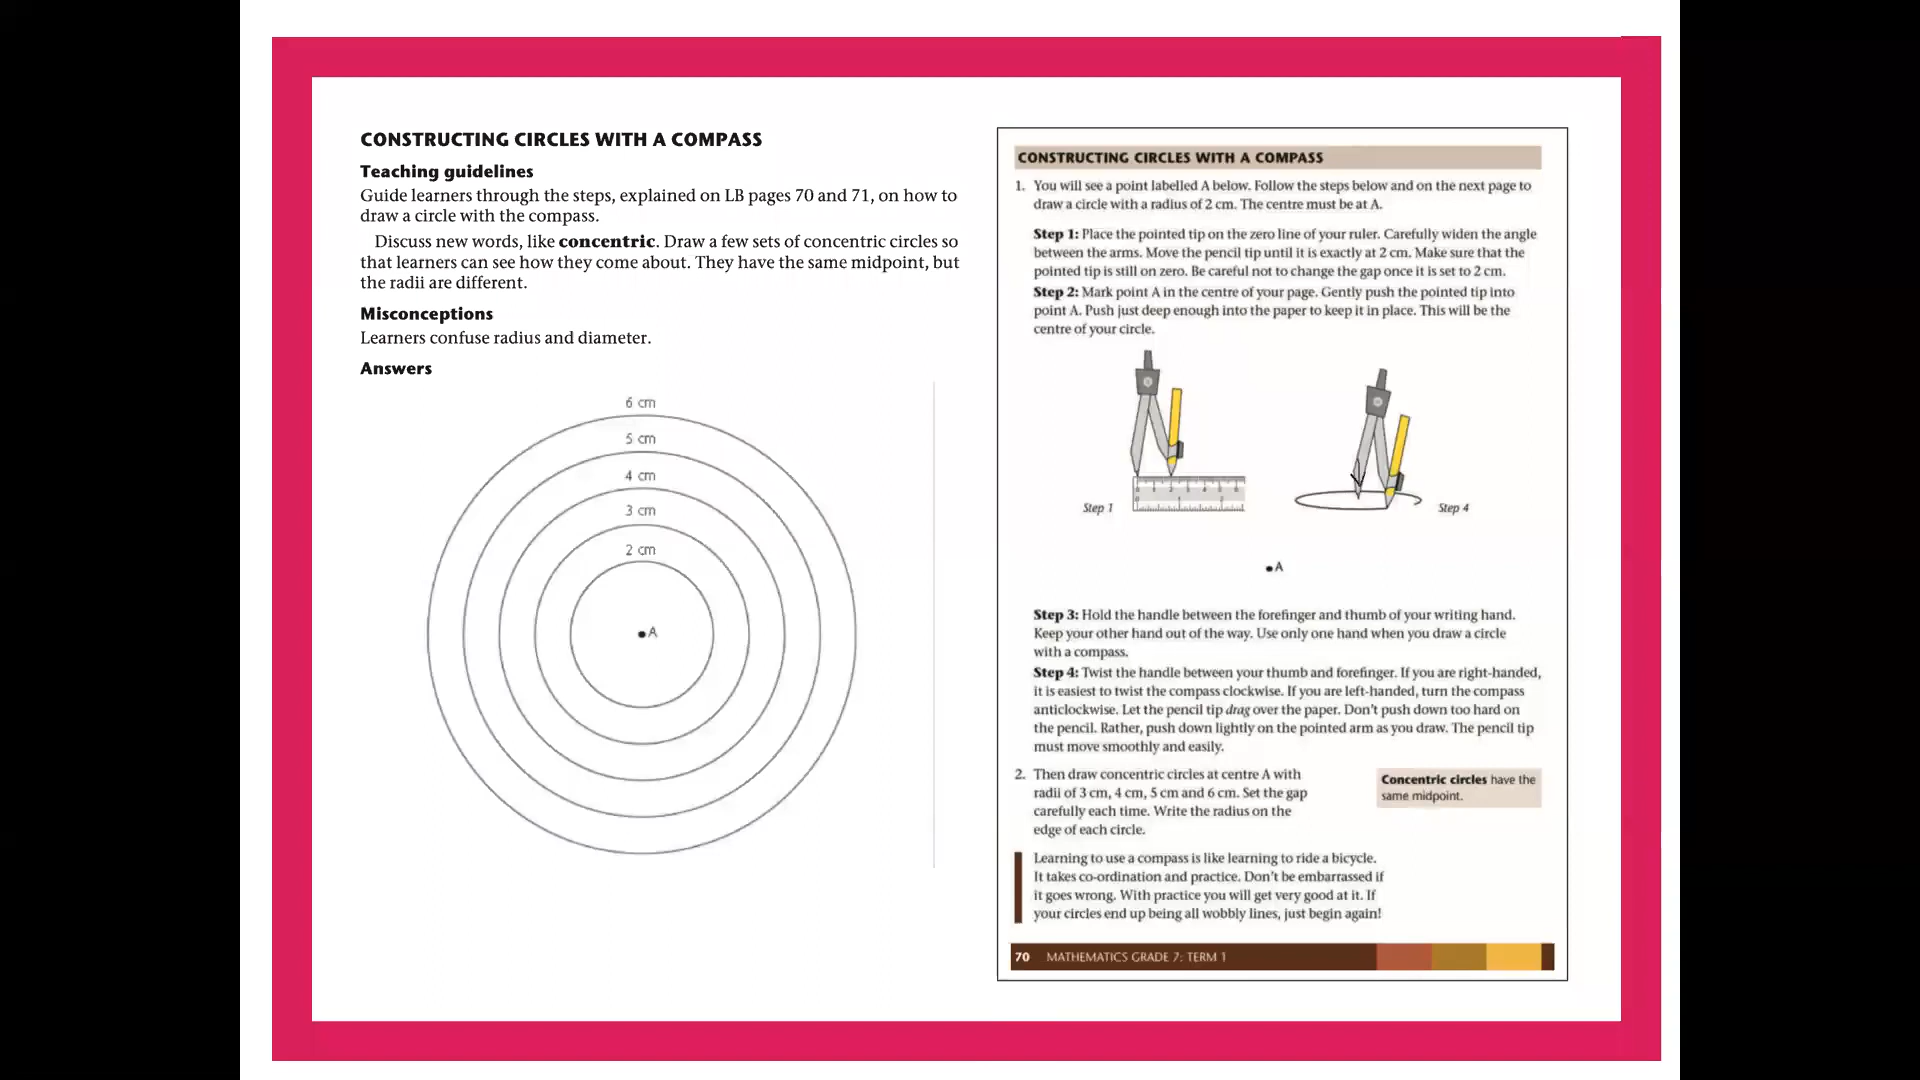 CONSTRUCTING CIRCLES WITH A COMPASS
Teaching guidelines
Guide learners through the steps, explained on LB pages 70 and 71, on how to
draw a circle with the compass.
Discuss new words, like concentric. Draw a few sets of concentric circles so
that learners can see how they come about. They have the same midpoint, but
the radii are different.
Misconceptions
Learners confuse radius and diameter.
Answers
6 cm
5 cm
4 cm
3 cm
2 cm
A
CONSTRUCTING CIRCLES WITH A COMPASS
1. You will see a point labelled A below. Follow the steps below and on the next page to
draw a circle with a radius of 2 cm. The centre must be at A.
Step 1: Place the pointed tip on the zero line of your ruler. Carefully widen the angle
between the arms. Move the pencil tip until it is exactly at 2 cm. Make sure that the
pointed tip is still on zero. Be careful not to change the gap once it is set to 2 cm.
Step 2: Mark point A in the centre of your page. Gently push the pointed tip into
point A. Push just deep enough into the paper to keep it in place. This will be the
centre of your circle.
Step 1
Step 4
A
Step 3: Hold the handle between the forefinger and thumb of your writing hand.
Keep your other hand out of the way. Use only one hand when you draw a circle
with a compass.
Step 4: Twist the handle between your thumb and forefinger. If you are right-handed,
it is easiest to twist the compass clockwise. If you are left-handed, turn the compass
anticlockwise. Let the pencil tip drag over the paper. Don't push down too hard on
the pencil. Rather, push down lightly on the pointed arm as you draw. The pencil tip
must move smoothly and easily.
2. Then draw concentric circles at centre A with
radii of 3 cm, 4 cm, 5 cm and 6 cm. Set the gap
carefully each time. Write the radius on the
edge of each circle.
Concentric circles have the
same midpoint.
Learning to use a compass is like learning to ride a bicycle.
It takes co-ordination and practice. Don't be embarrassed if
it goes wrong. With practice you will get very good at it. If
your circles end up being all wobbly lines, just begin again!
70 MATHEMATICS GRADE 7: TERM 1